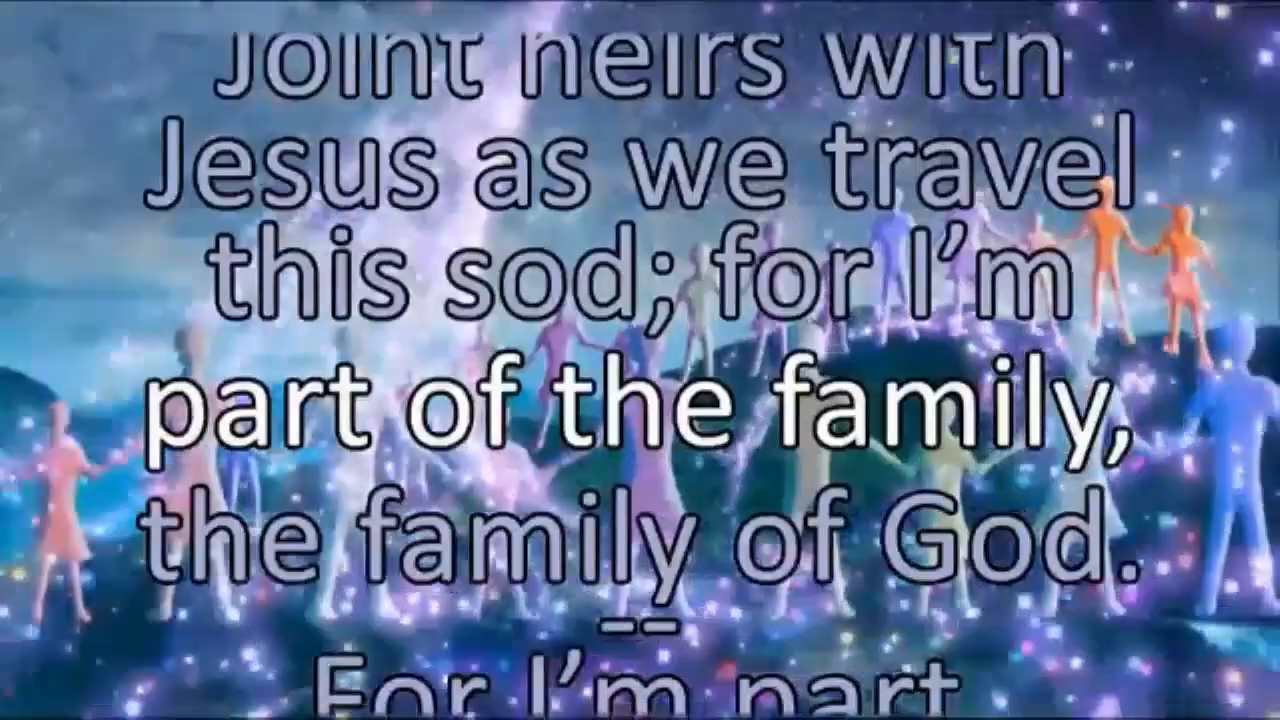 Joint heirs with
Jesus as we travel
this sod; for I’m
part of the family,
the family of God.
--
For I’m part